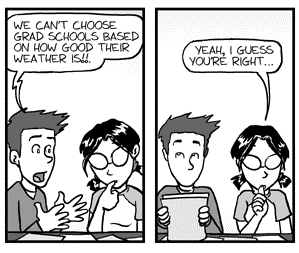 WE CAN'T CHOOSE
GRAD SCHOOLS BASED
ON HOW GOOD THEIR
WEATHER IS!!.
YEAH, I GUESS
YOU'RE RIGHT...